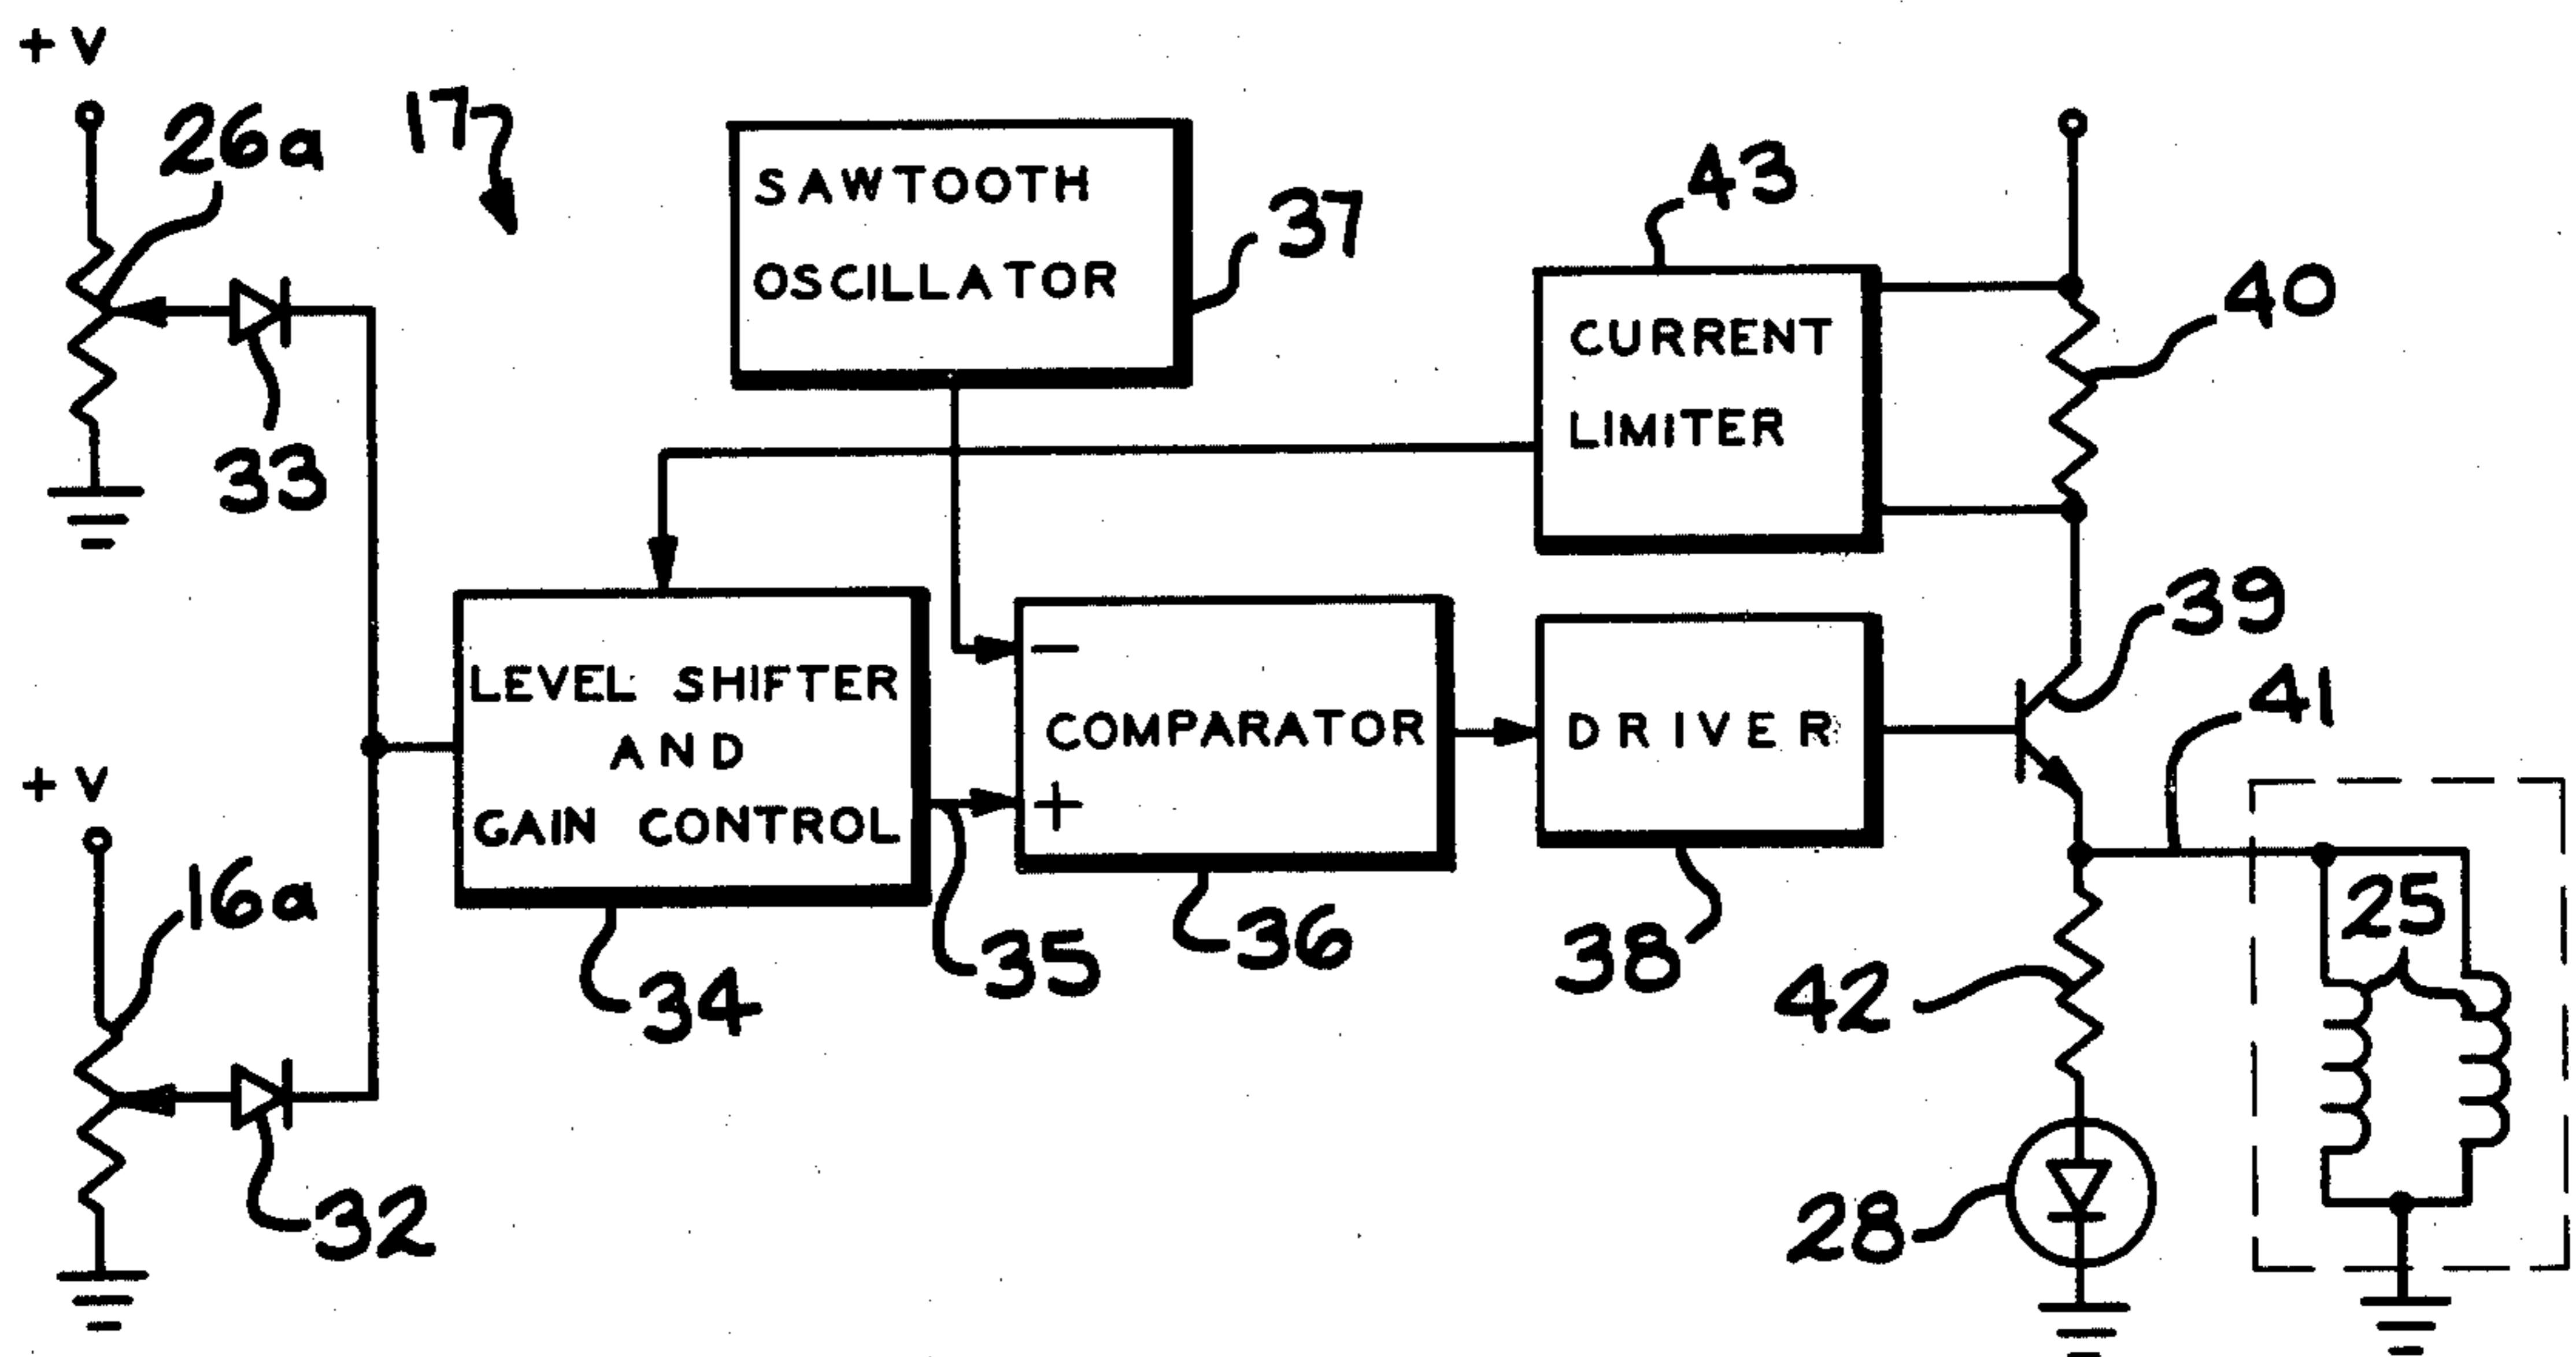 +V
26a
17
SAWTOOTH
OSCILLATOR
37
43
CURRENT
LIMITER
40
33
39
LEVEL SHIFTER
AND
GAIN CONTROL
−
COMPARATOR
+
DRIVER
41
+V
16a
34
35
36
38
42
25
32
28